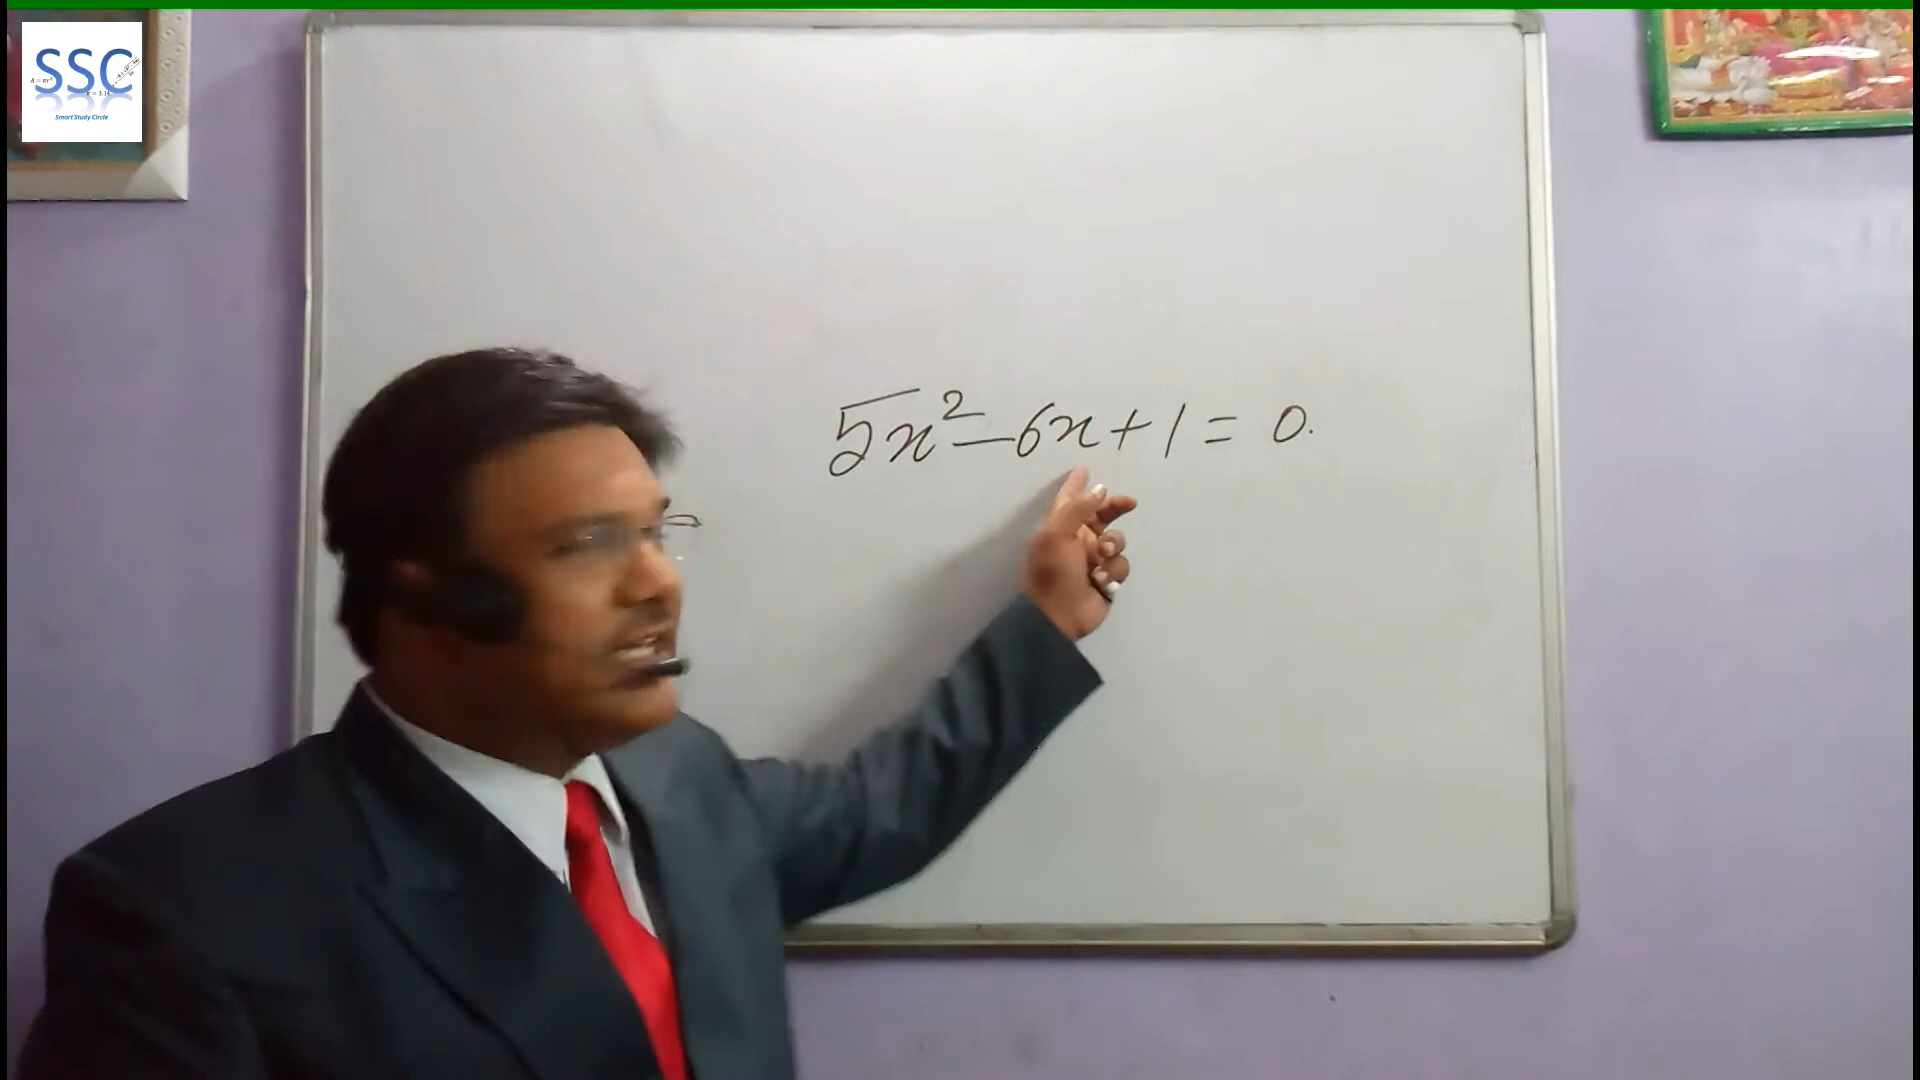 SSC
Smart Study Circle
5x² - 6x + 1 = 0.